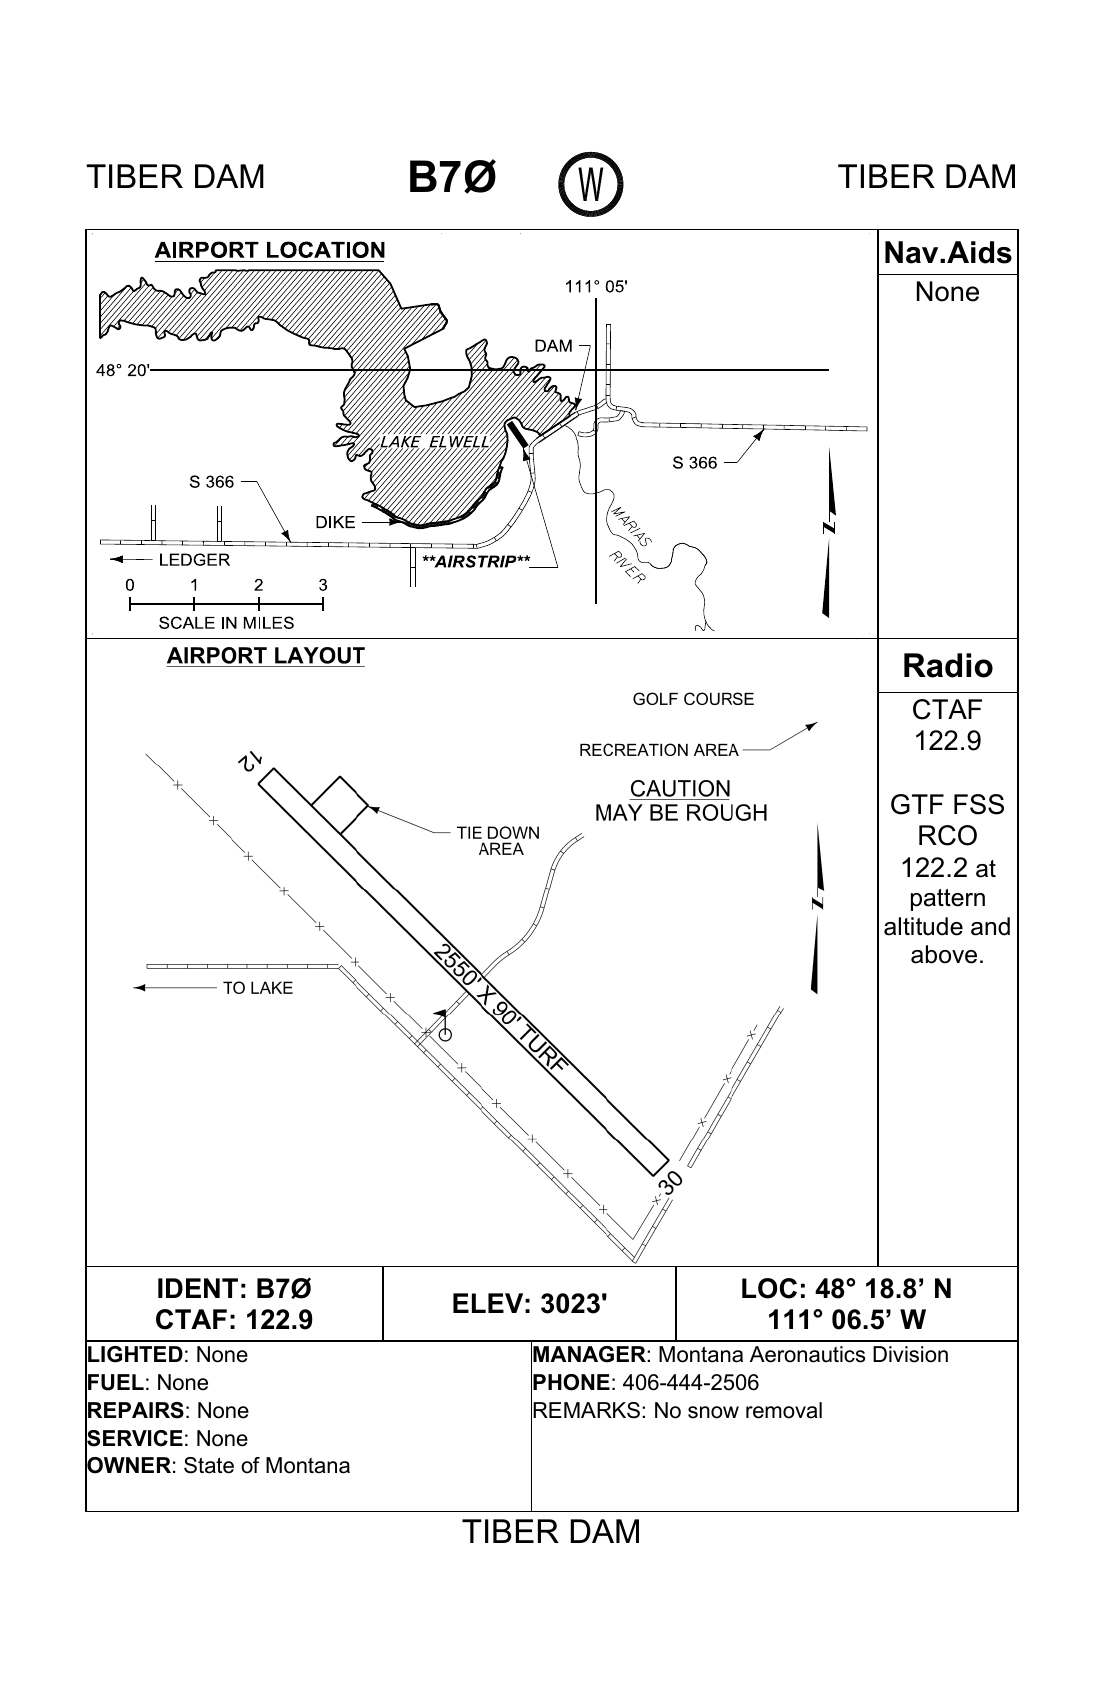 TIBER DAM B7Ø W TIBER DAM
AIRPORT LOCATION
111° 05'
DAM
48° 20'
LAKE ELWELL
S 366
S 366
DIKE
MARIAS
RIVER
**AIRSTRIP**
LEDGER
0 1 2 3
SCALE IN MILES
N
Nav.Aids
None
AIRPORT LAYOUT
GOLF COURSE
RECREATION AREA
CAUTION
MAY BE ROUGH
12
TIE DOWN
AREA
N
2550' X 90' TURF
TO LAKE
30
Radio
CTAF
122.9
GTF FSS
RCO
122.2 at
pattern
altitude and
above.
IDENT: B7Ø
CTAF: 122.9
ELEV: 3023'
LOC: 48° 18.8’ N
111° 06.5’ W
LIGHTED: None
FUEL: None
REPAIRS: None
SERVICE: None
OWNER: State of Montana
MANAGER: Montana Aeronautics Division
PHONE: 406-444-2506
REMARKS: No snow removal
TIBER DAM